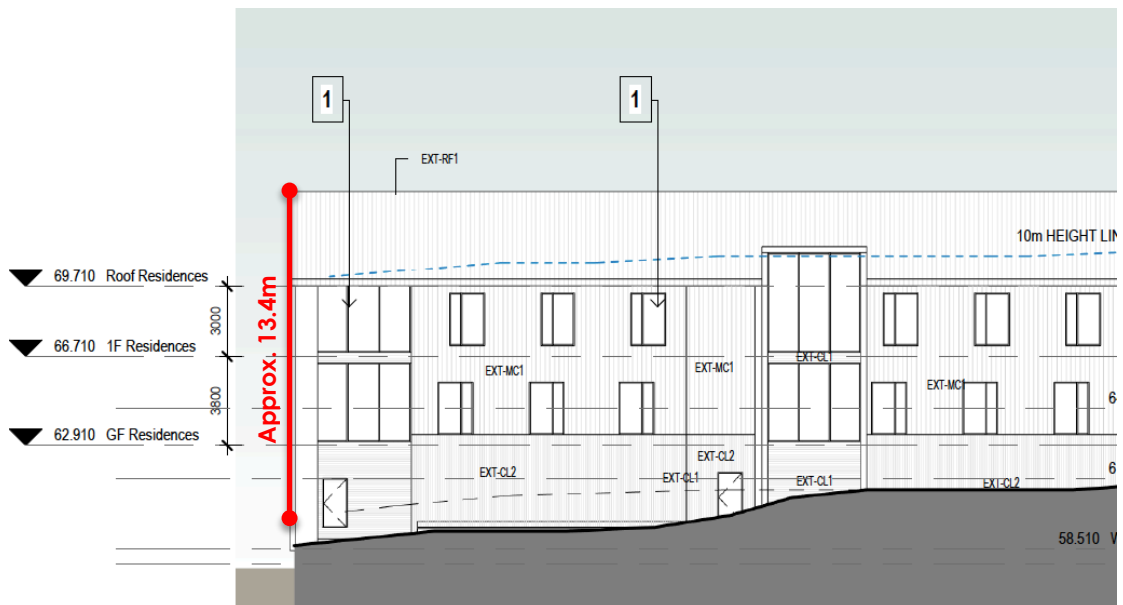 1
1
EXT-RF1
10m HEIGHT LIN
69.710 Roof Residences
3000
66.710 1F Residences
EXT-CL1
EXT-MC1
EXT-MC1
EXT-MC1
3800
Approx. 13.4m
62.910 GF Residences
EXT-CL2
EXT-CL2
EXT-CL1
EXT-CL1
EXT-CL2
58.510